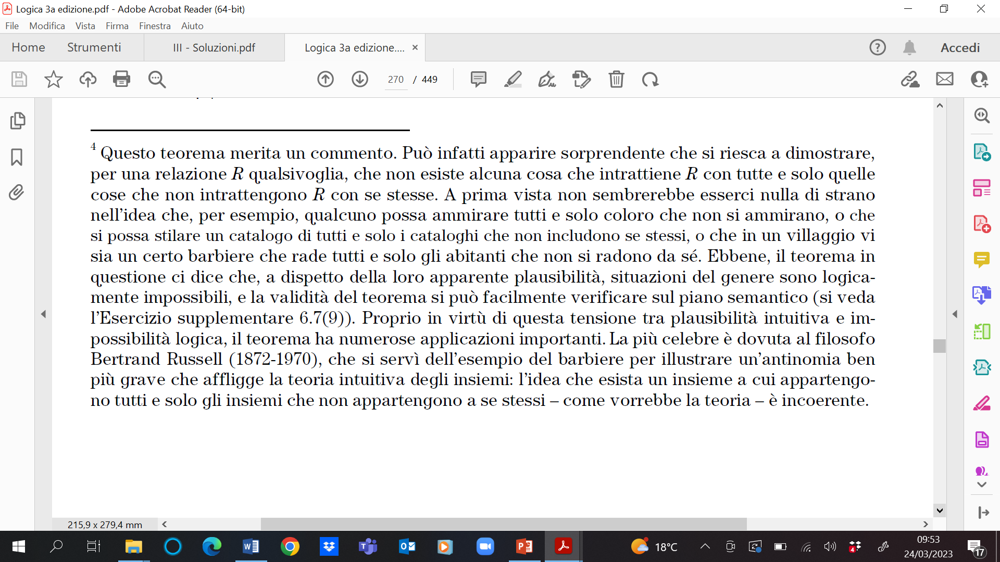 Logica 3a edizione.pdf - Adobe Acrobat Reader (64-bit)
File Modifica Vista Firma Finestra Aiuto
Home Strumenti III - Soluzioni.pdf Logica 3a edizione.... × Accedi
270 / 449
4 Questo teorema merita un commento. Può infatti apparire sorprendente che si riesca a dimostrare,
per una relazione R qualsivoglia, che non esiste alcuna cosa che intrattiene R con tutte e solo quelle
cose che non intrattengono R con se stesse. A prima vista non sembrerebbe esserci nulla di strano
nell’idea che, per esempio, qualcuno possa ammirare tutti e solo coloro che non si ammirano, o che
si possa stilare un catalogo di tutti e solo i cataloghi che non includono se stessi, o che in un villaggio vi
sia un certo barbiere che rade tutti e solo gli abitanti che non si radono da sé. Ebbene, il teorema in
questione ci dice che, a dispetto della loro apparente plausibilità, situazioni del genere sono logica-
mente impossibili, e la validità del teorema si può facilmente verificare sul piano semantico (si veda
l’Esercizio supplementare 6.7(9)). Proprio in virtù di questa tensione tra plausibilità intuitiva e im-
possibilità logica, il teorema ha numerose applicazioni importanti. La più celebre è dovuta al filosofo
Bertrand Russell (1872-1970), che si servì dell’esempio del barbiere per illustrare un’antinomia ben
più grave che affligge la teoria intuitiva degli insiemi: l’idea che esista un insieme a cui appartengo-
no tutti e solo gli insiemi che non appartengono a se stessi – come vorrebbe la teoria – è incoerente.
215,9 x 279,4 mm
18°C
4
09:53
24/03/2023
17